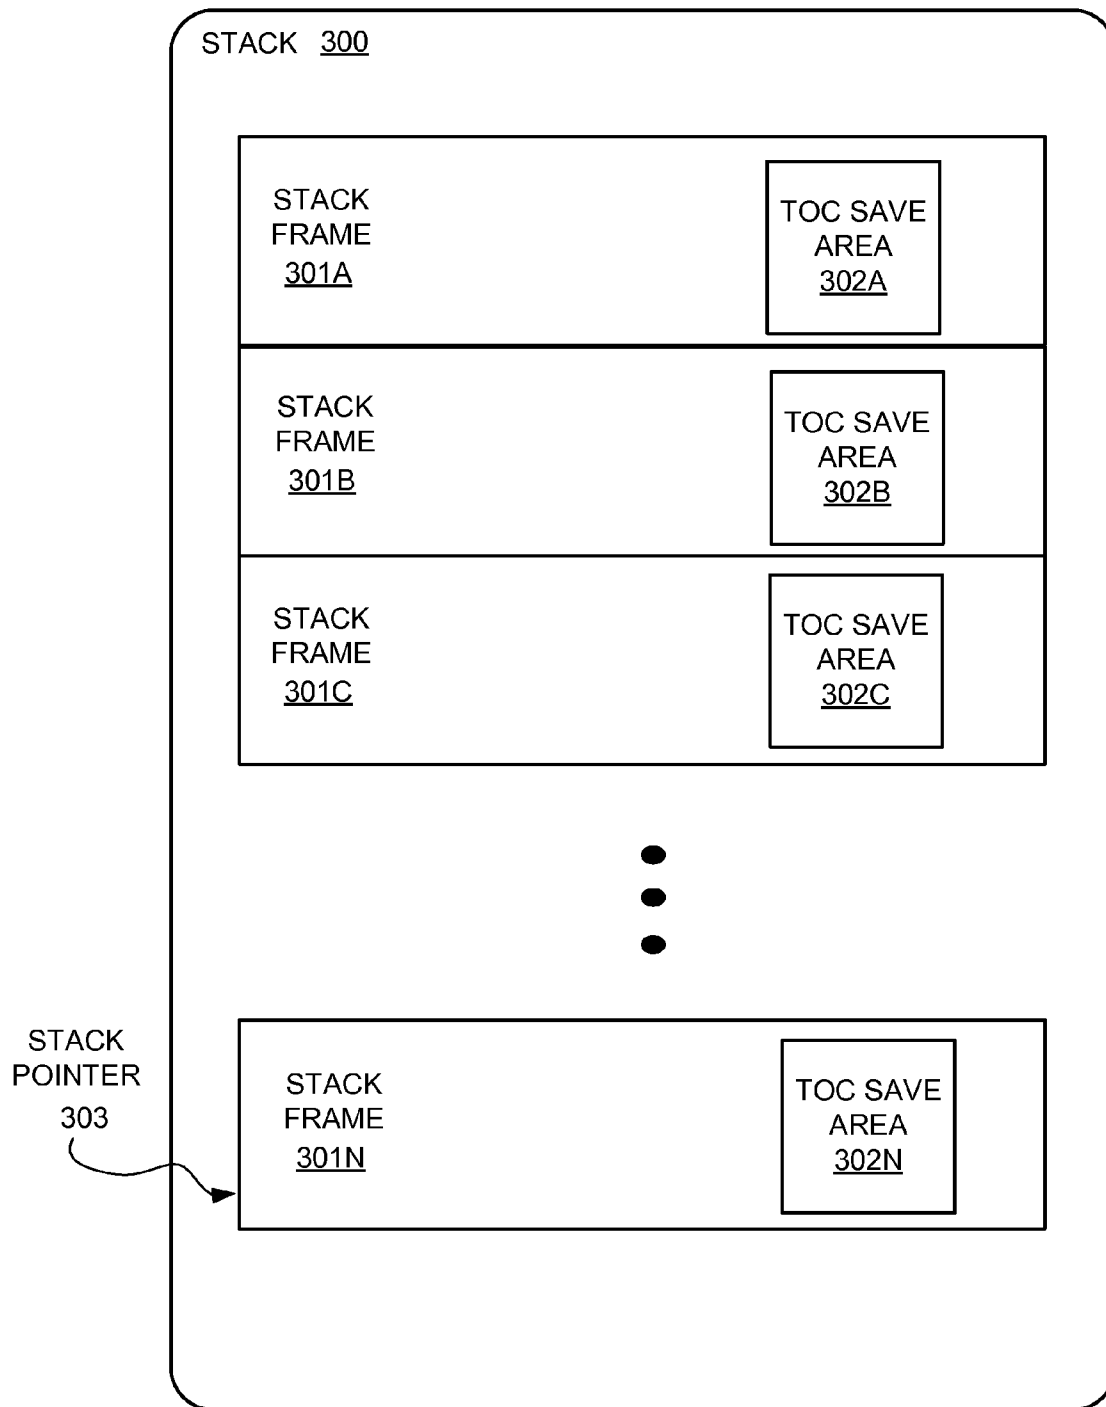 STACK 300
STACK
FRAME
301A
TOC SAVE
AREA
302A
STACK
FRAME
301B
TOC SAVE
AREA
302B
STACK
FRAME
301C
TOC SAVE
AREA
302C
STACK
POINTER
303
STACK
FRAME
301N
TOC SAVE
AREA
302N